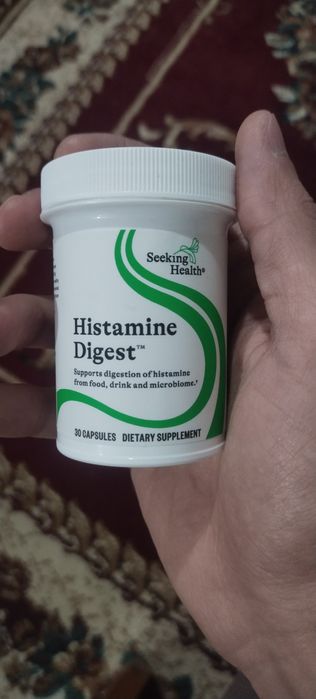 Seeking
Health®
Histamine
Digest™
Supports digestion of histamine
from food, drink and microbiome.†
30 CAPSULES DIETARY SUPPLEMENT